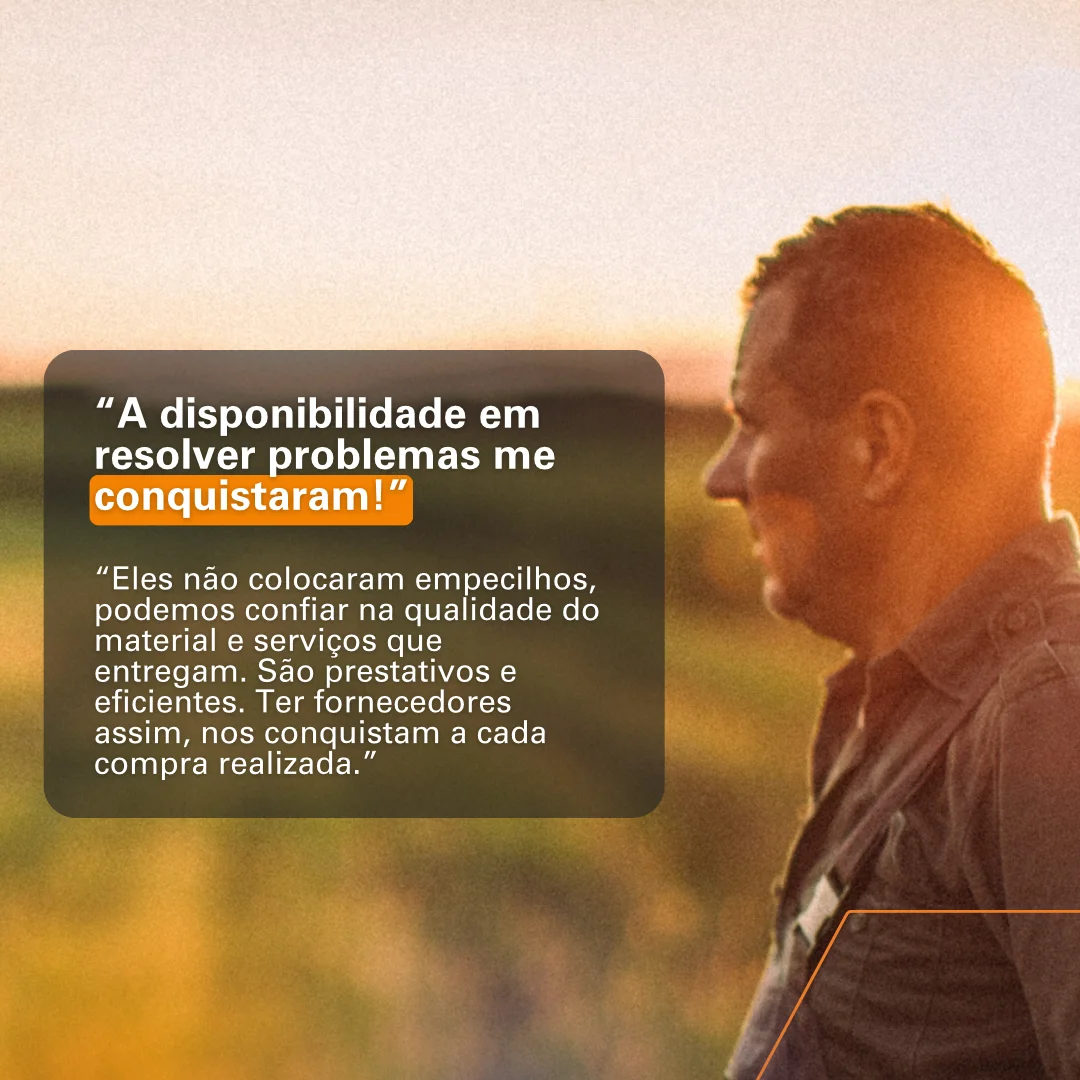 “A disponibilidade em
resolver problemas me
conquistaram!”
“Eles não colocaram empecilhos,
podemos confiar na qualidade do
material e serviços que
entregam. São prestativos e
eficientes. Ter fornecedores
assim, nos conquistam a cada
compra realizada.”